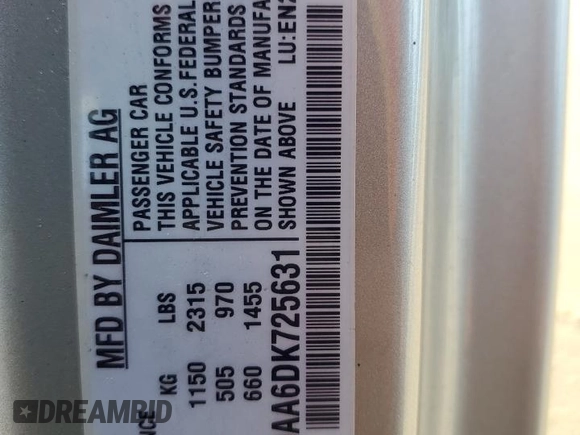 MFD BY DAIMLER AG
PASSENGER CAR
THIS VEHICLE CONFORMS
APPLICABLE U.S. FEDERAL
VEHICLE SAFETY BUMPER
PREVENTION STANDARDS
ON THE DATE OF MANUFA
SHOWN ABOVE LU:EN2
KG LBS
1150 2315
505 970
660 1455
AA6DK725631
DREAMBID